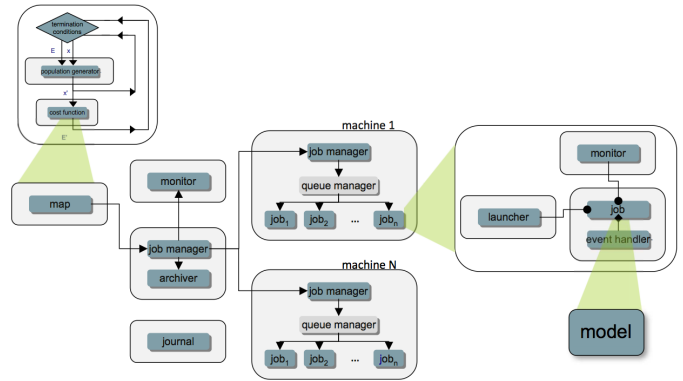 termination
conditions
E x
population generator
x'
cost function
E'
map
monitor
job manager
archiver
journal
machine 1
job manager
queue manager
job1 job2 ... jobn
machine N
job manager
queue manager
job1 job2 ... jobn
monitor
launcher
job
event handler
model